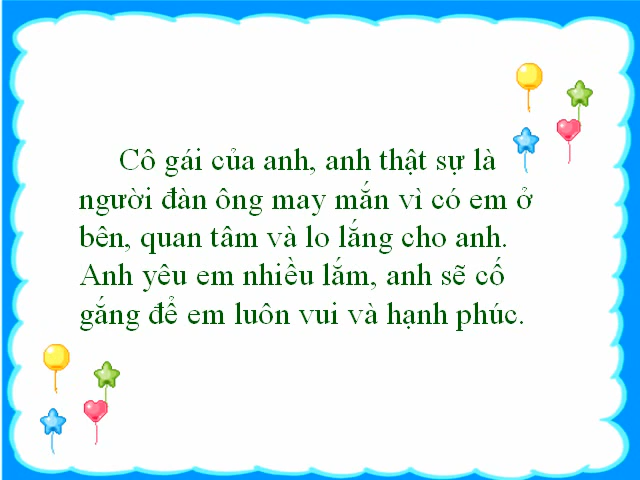 Cô gái của anh, anh thật sự là
người đàn ông may mắn vì có em ở
bên, quan tâm và lo lắng cho anh.
Anh yêu em nhiều lắm, anh sẽ cố
gắng để em luôn vui và hạnh phúc.